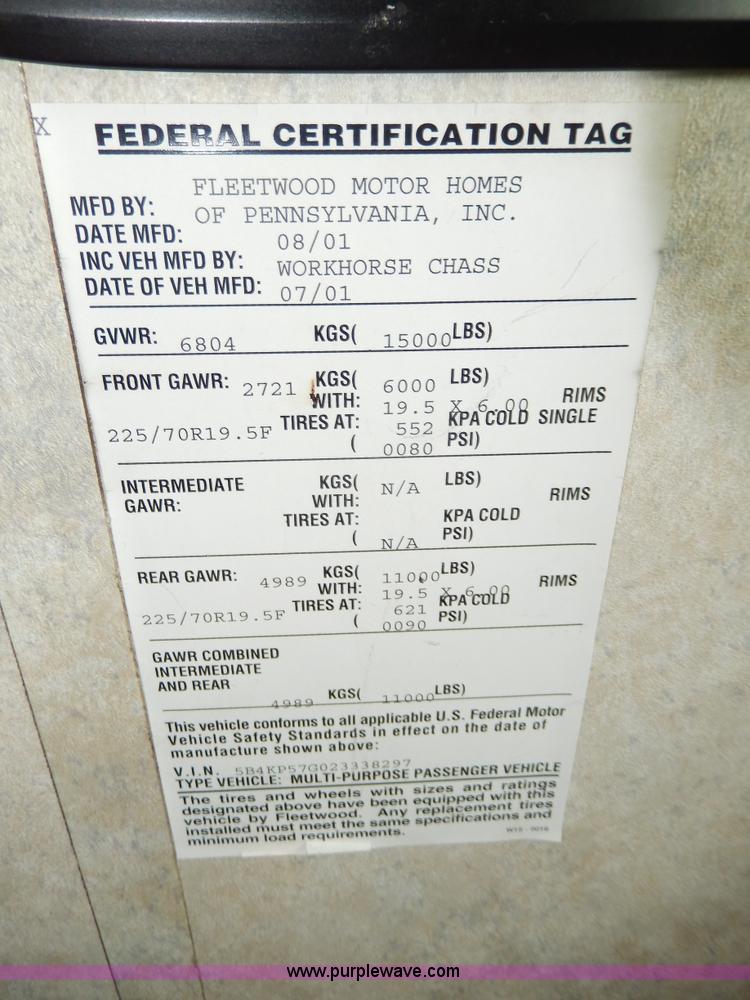 X
FEDERAL CERTIFICATION TAG
MFD BY: FLEETWOOD MOTOR HOMES
OF PENNSYLVANIA, INC.
DATE MFD: 08/01
INC VEH MFD BY: WORKHORSE CHASS
DATE OF VEH MFD: 07/01
GVWR: 6804 KGS( 15000 LBS)
FRONT GAWR: 2721 KGS( 6000 LBS)
WITH: 19.5 X 6.00 RIMS
225/70R19.5F TIRES AT: 552 KPA COLD SINGLE
( 0080 PSI)
INTERMEDIATE GAWR: KGS( N/A LBS)
WITH: RIMS
TIRES AT: KPA COLD
( N/A PSI)
REAR GAWR: 4989 KGS( 11000 LBS)
WITH: 19.5 X 6.00 RIMS
225/70R19.5F TIRES AT: 621 KPA COLD
( 0090 PSI)
GAWR COMBINED
INTERMEDIATE
AND REAR
4989 KGS( 11000 LBS)
This vehicle conforms to all applicable U.S. Federal Motor
Vehicle Safety Standards in effect on the date of
manufacture shown above:
V.I.N. 5B4KP57G023338297
TYPE VEHICLE: MULTI-PURPOSE PASSENGER VEHICLE
The tires and wheels with sizes and ratings
designated above have been equipped with this
vehicle by Fleetwood. Any replacement tires
installed must meet the same specifications and
minimum load requirements.
www.purplewave.com